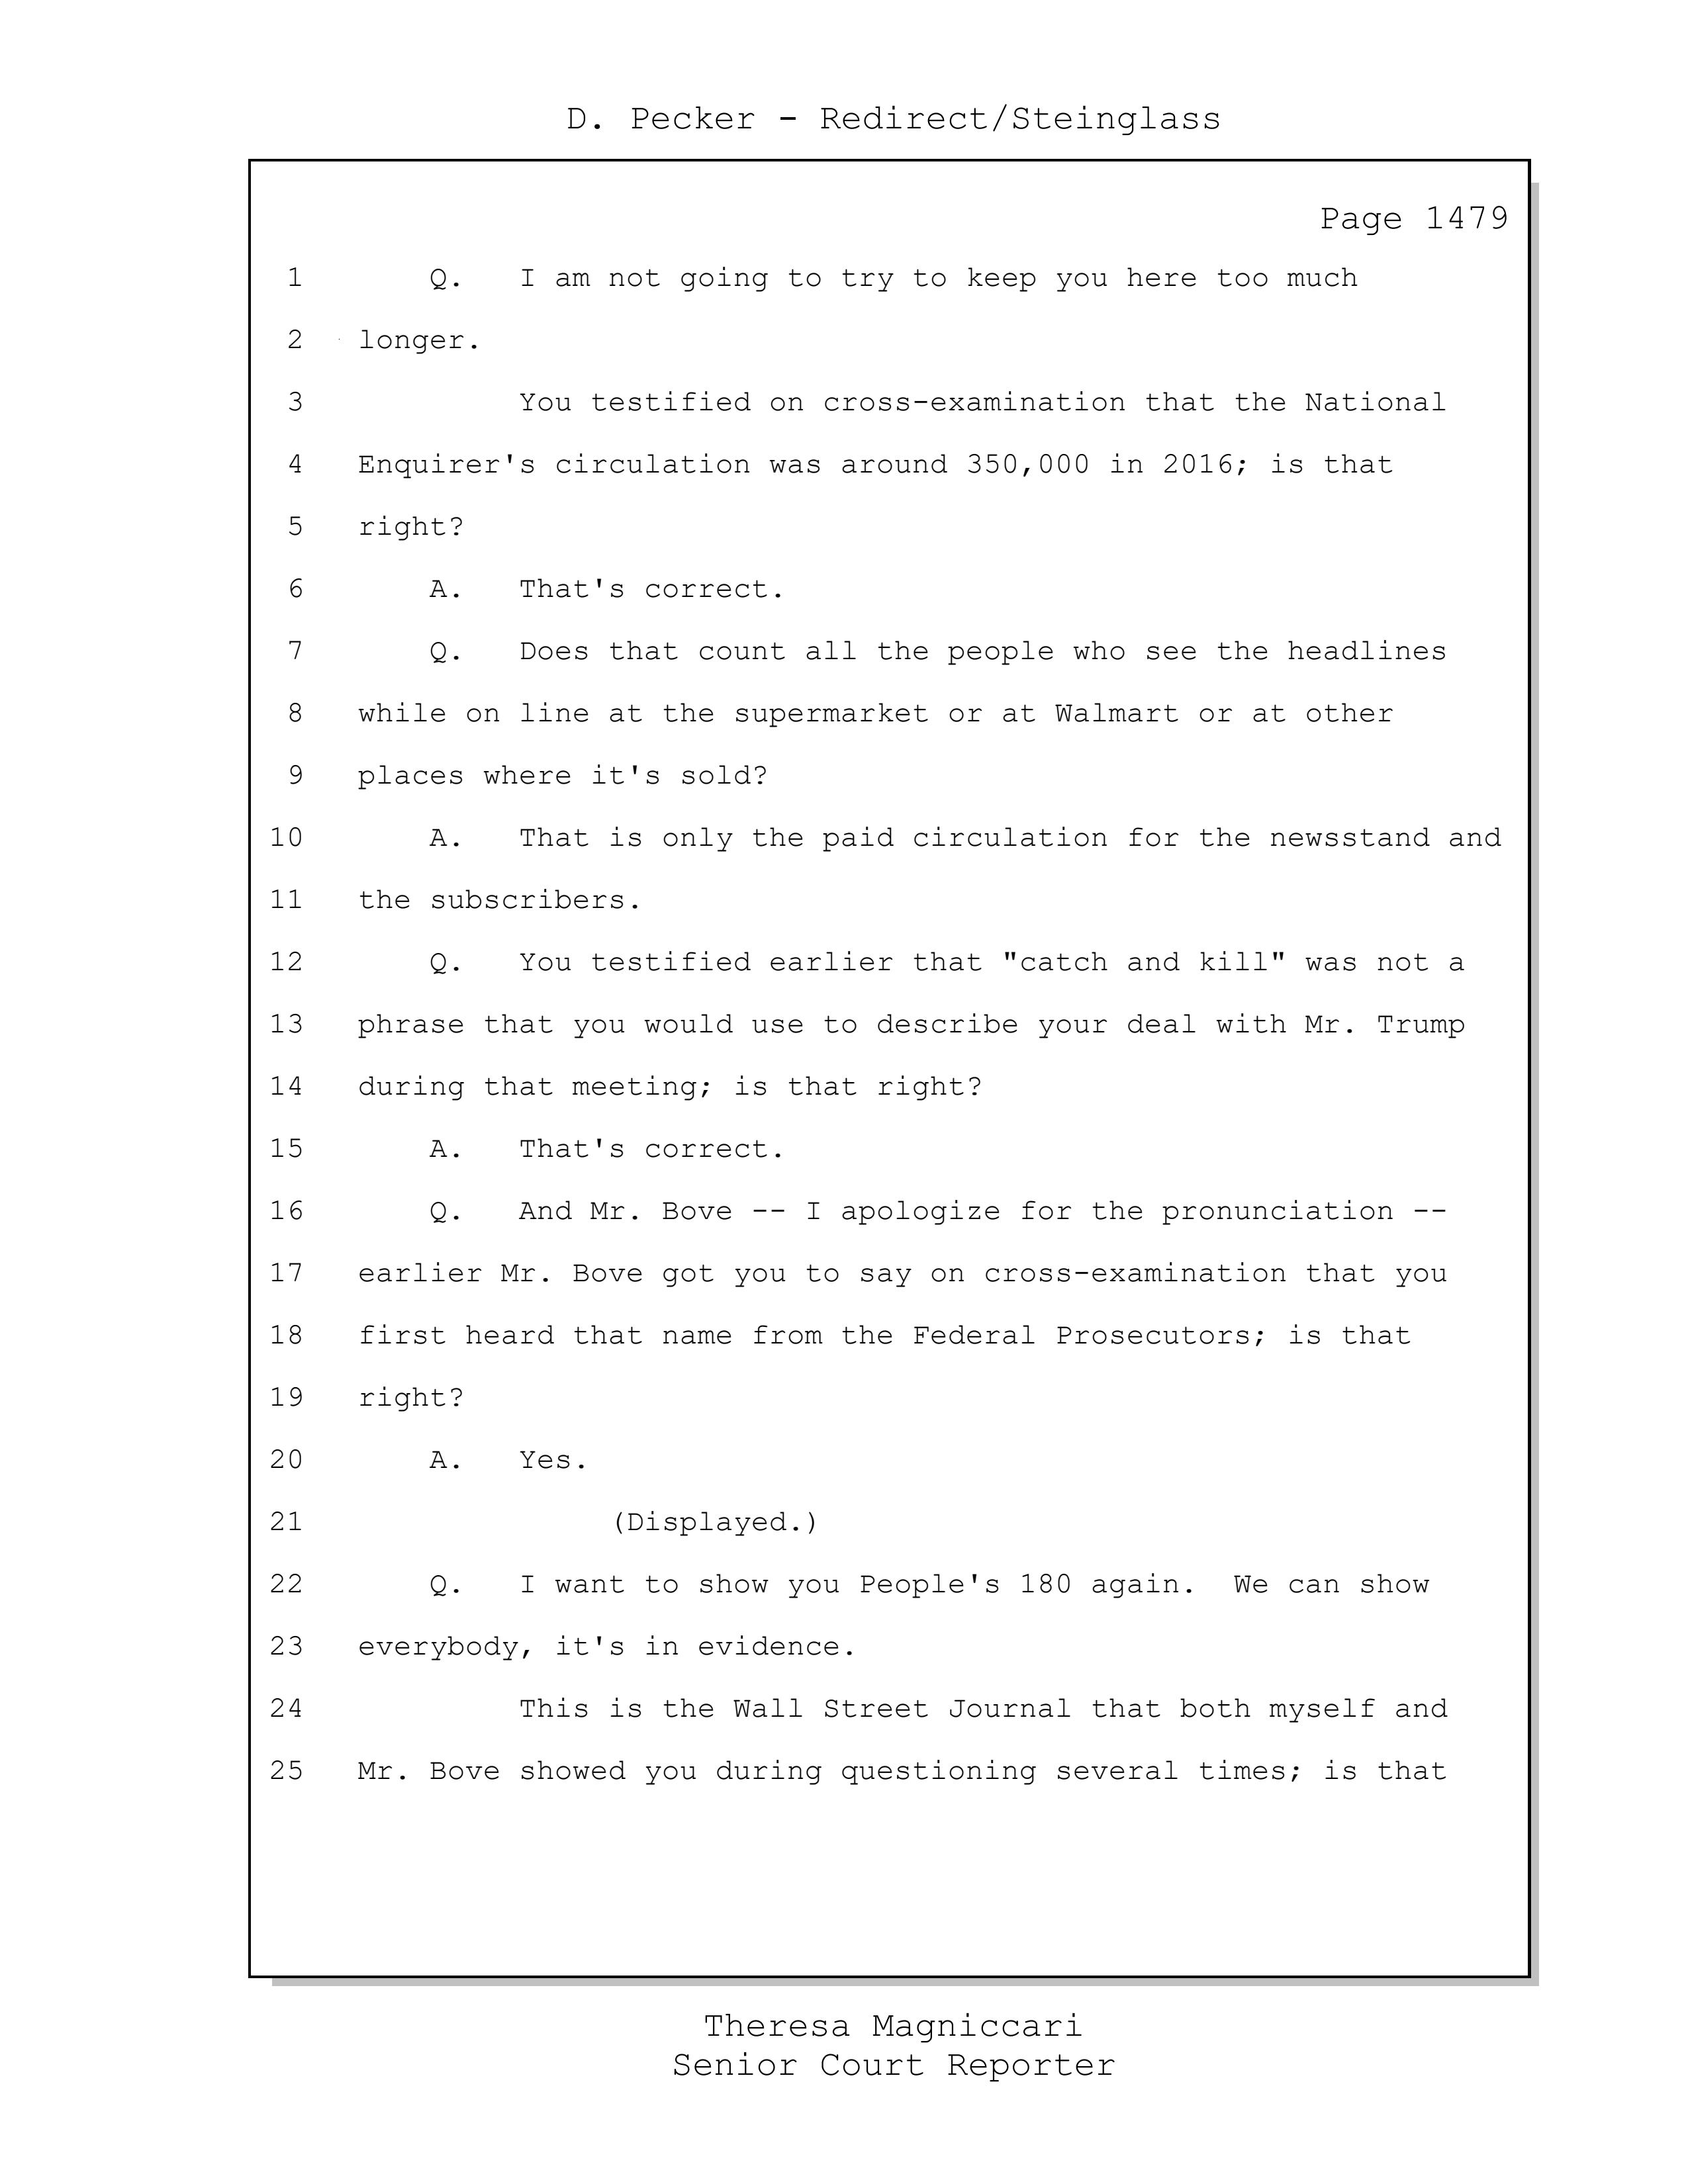 D. Pecker - Redirect/Steinglass
Page 1479
1 Q. I am not going to try to keep you here too much
2 longer.
3 You testified on cross-examination that the National
4 Enquirer's circulation was around 350,000 in 2016; is that
5 right?
6 A. That's correct.
7 Q. Does that count all the people who see the headlines
8 while on line at the supermarket or at Walmart or at other
9 places where it's sold?
10 A. That is only the paid circulation for the newsstand and
11 the subscribers.
12 Q. You testified earlier that "catch and kill" was not a
13 phrase that you would use to describe your deal with Mr. Trump
14 during that meeting; is that right?
15 A. That's correct.
16 Q. And Mr. Bove -- I apologize for the pronunciation --
17 earlier Mr. Bove got you to say on cross-examination that you
18 first heard that name from the Federal Prosecutors; is that
19 right?
20 A. Yes.
21 (Displayed.)
22 Q. I want to show you People's 180 again. We can show
23 everybody, it's in evidence.
24 This is the Wall Street Journal that both myself and
25 Mr. Bove showed you during questioning several times; is that
Theresa Magniccari
Senior Court Reporter